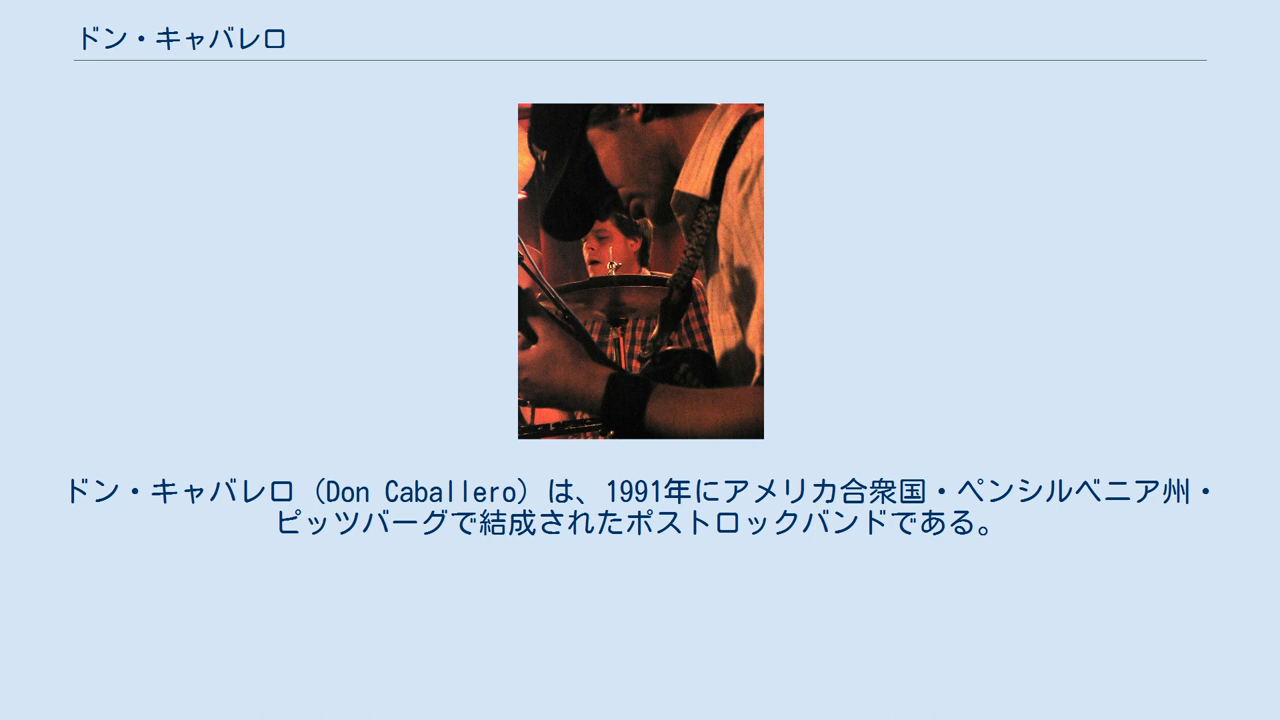 ドン・キャバレロ
ドン・キャバレロ（Don Caballero）は、1991年にアメリカ合衆国・ペンシルベニア州・
ピッツバーグで結成されたポストロックバンドである。